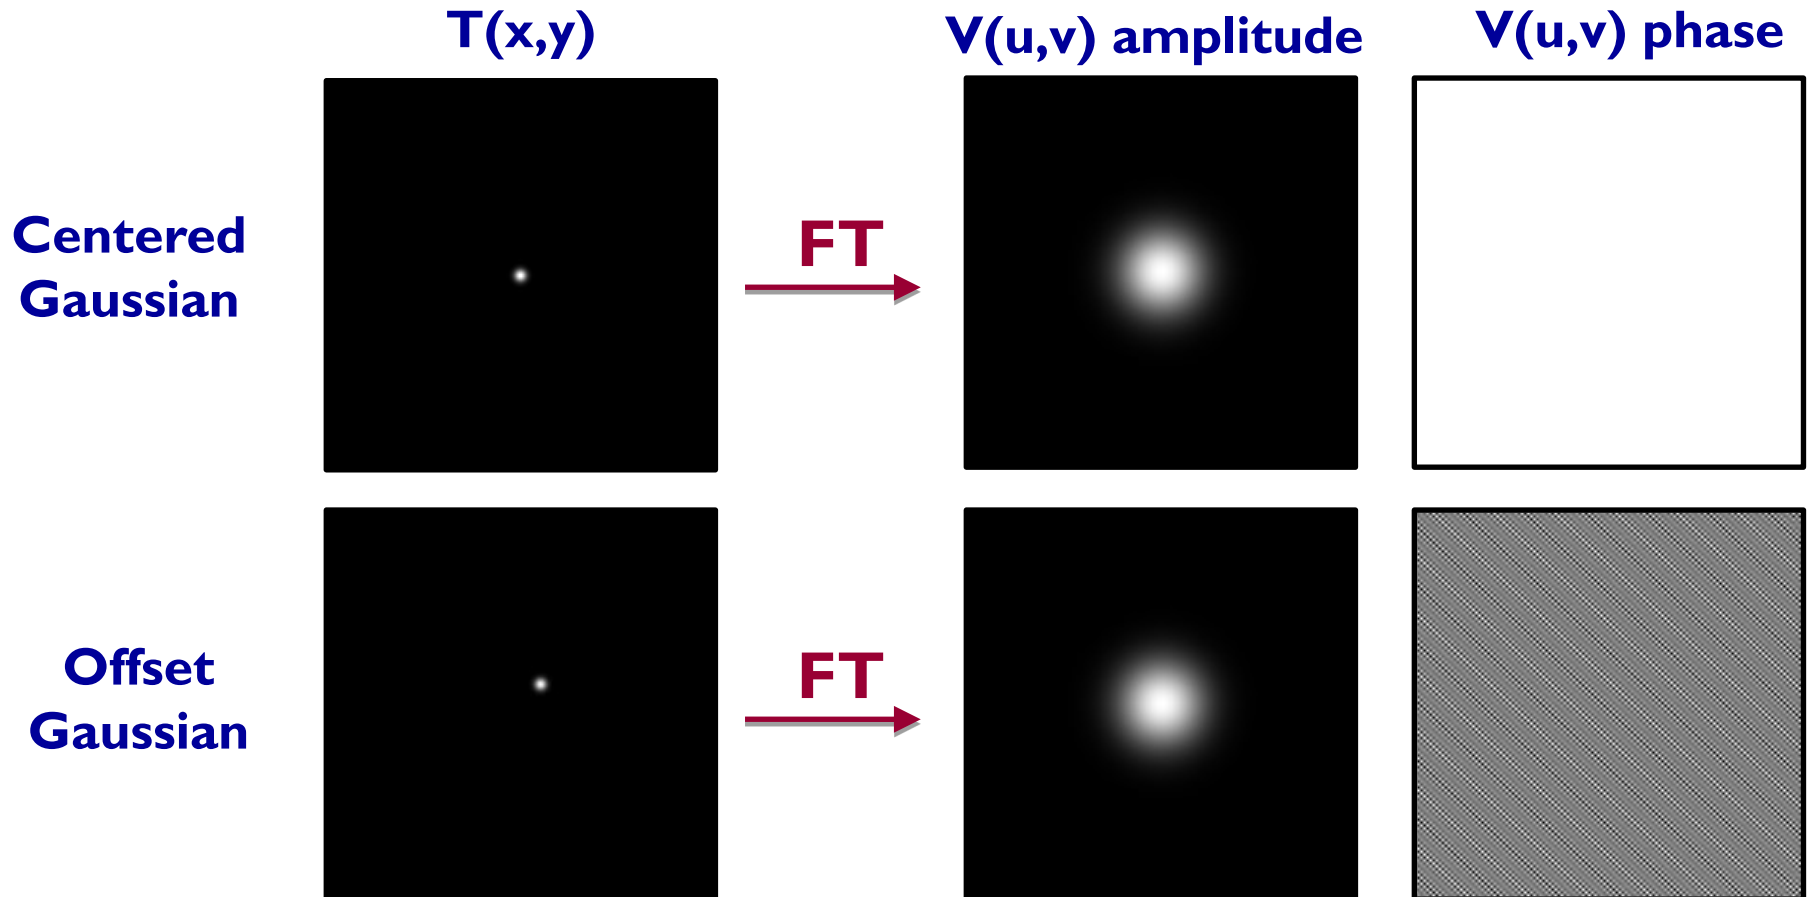 T(x,y)
V(u,v) amplitude
V(u,v) phase
Centered
Gaussian
FT
Offset
Gaussian
FT